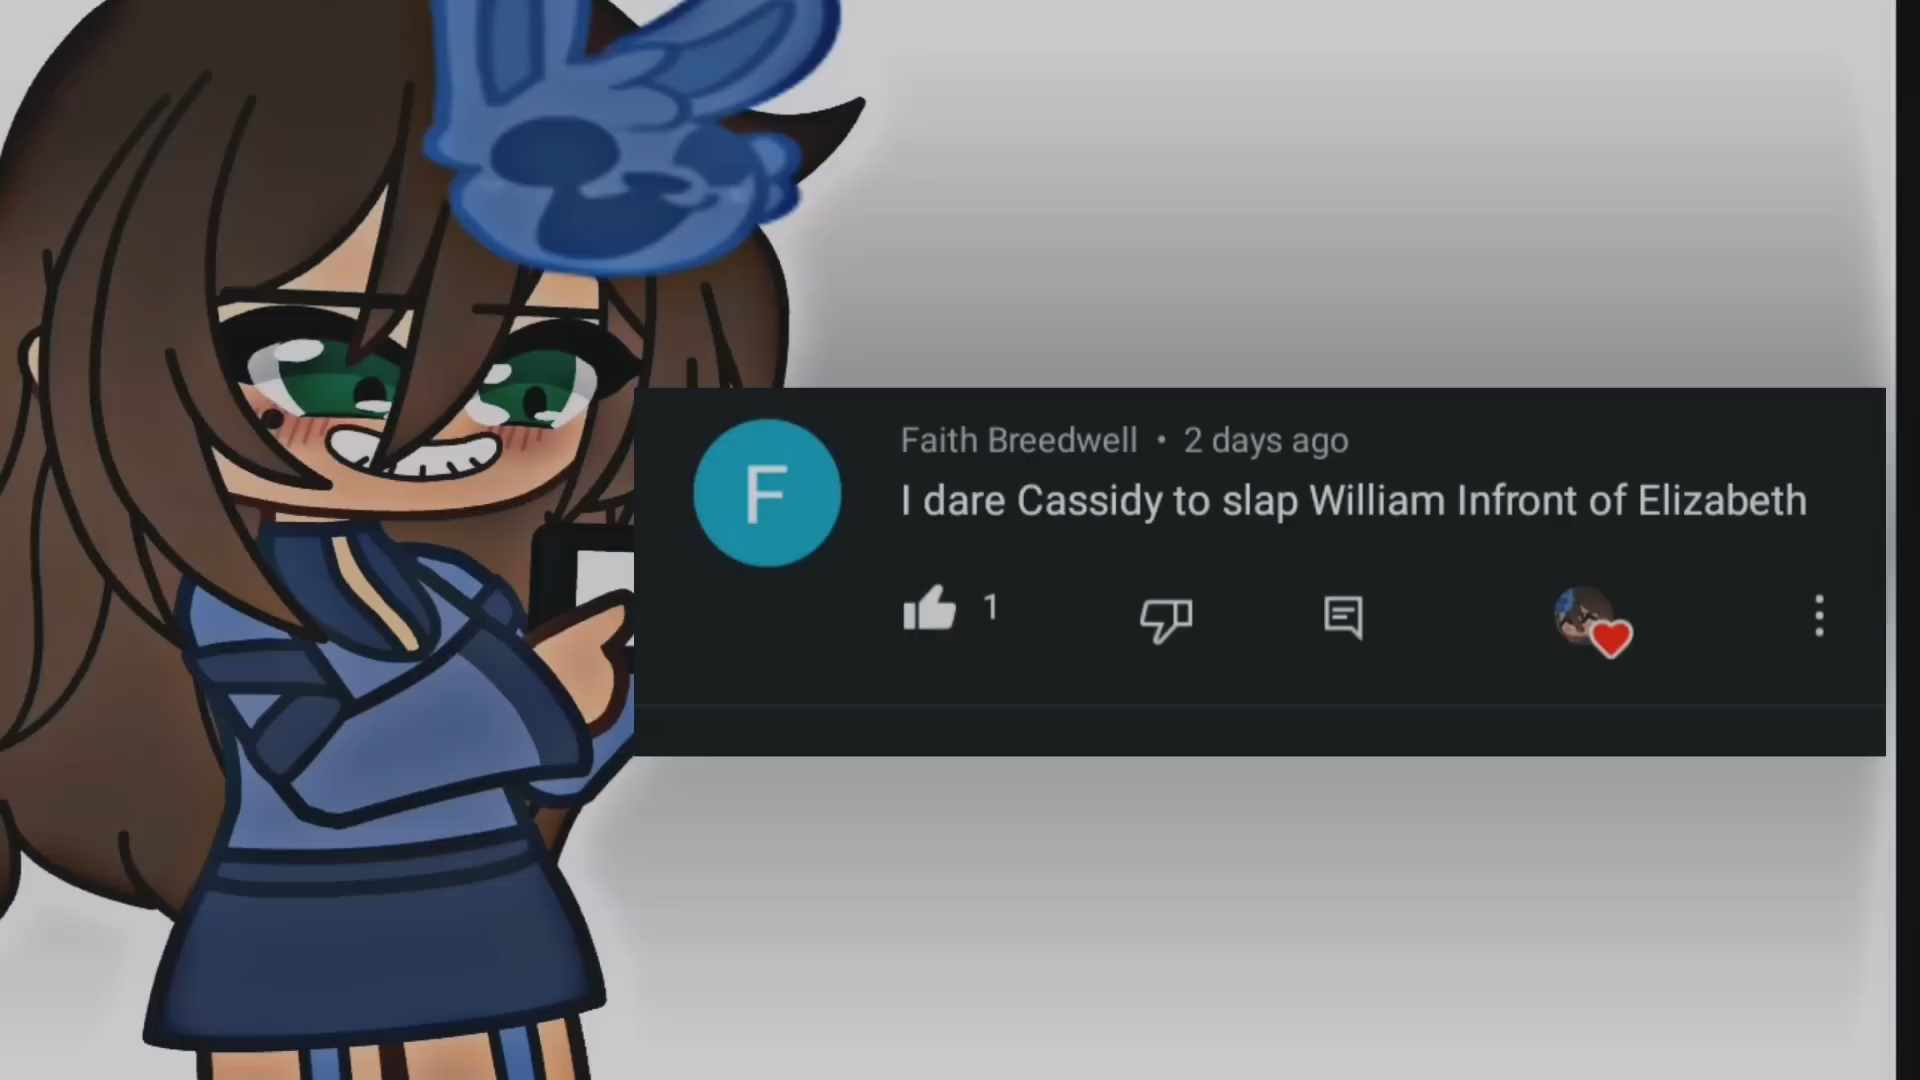 F
Faith Breedwell • 2 days ago
I dare Cassidy to slap William Infront of Elizabeth
1